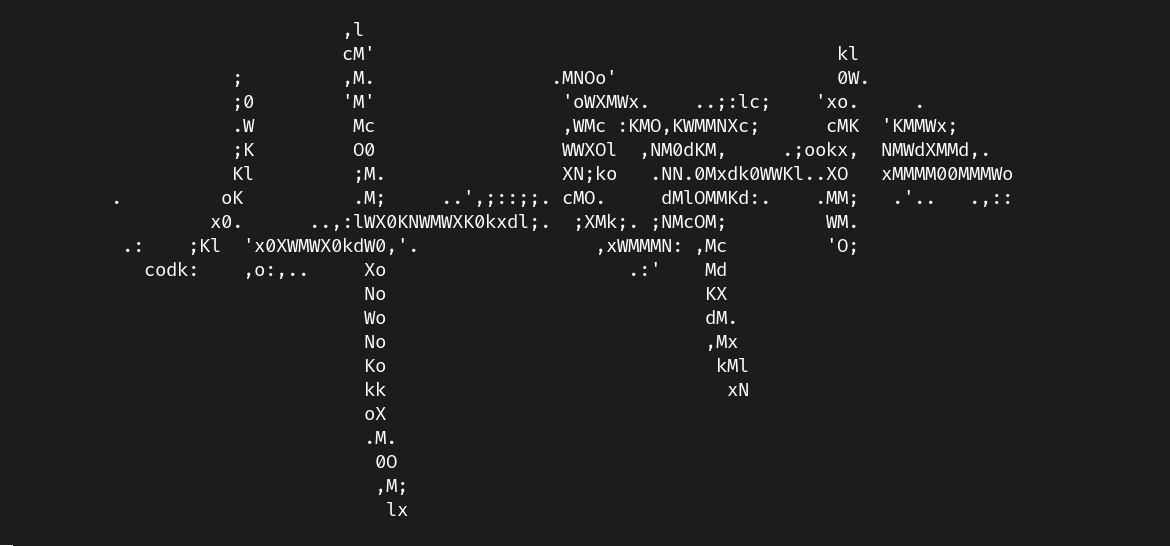 ,l
cM' kl
; ,M. .MNOo' 0W.
;0 'M' 'oWXMWx. ..;:lc; 'xo. .
.W Mc ,WMc :KMO,KWMMNXc; cMK 'KMMWx;
;K O0 WWXOl ,NM0dKM, .;ookx, NMWdXMMd,.
Kl ;M. XN;ko .NN.0Mxdk0WWKl..XO xMMMM00MMMWo
. oK .M; ..',;::;;. cMO. dMlOMMKd:. .MM; .'.. .,::
x0. ..,:lWX0KNWMWXK0kxdl;. ;XMk;. ;NMcOM; WM.
.: ;Kl 'x0XWMWX0kdW0,'. ,xWMMMN: ,Mc 'O;
codk: ,o:,.. Xo .:' Md
No KX
Wo dM.
No ,Mx
Ko kMl
kk xN
oX
.M.
0O
,M;
lx